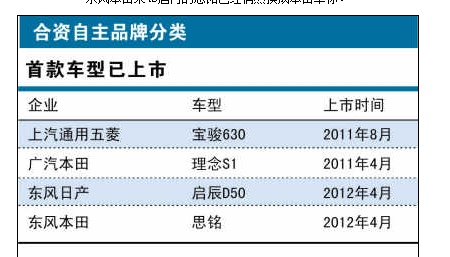 合资自主品牌分类
首款车型已上市
企业 车型 上市时间
上汽通用五菱 宝骏630 2011年8月
广汽本田 理念S1 2011年4月
东风日产 启辰D50 2012年4月
东风本田 思铭 2012年4月